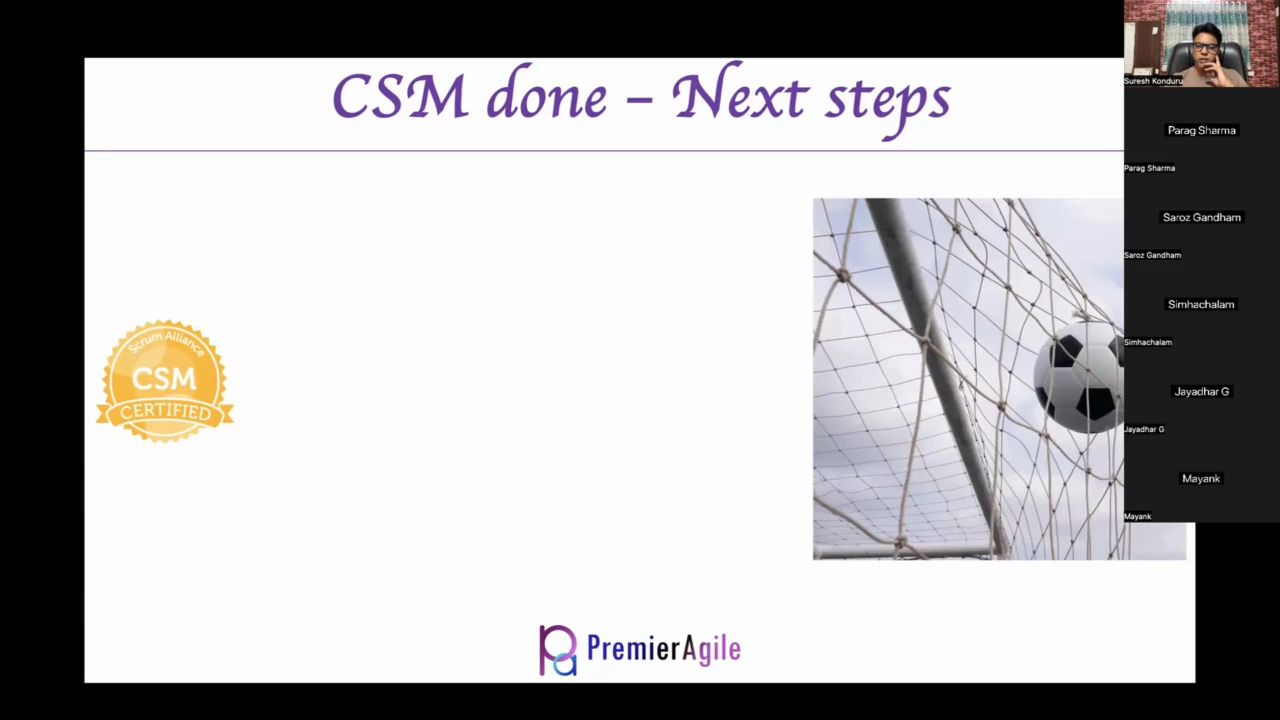 CSM done – Next steps
Scrum Alliance
CSM
CERTIFIED
PremierAgile
Suresh Konduru
Parag Sharma
Parag Sharma
Saroz Gandham
Saroz Gandham
Simhachalam
Simhachalam
Jayadhar G
Jayadhar G
Mayank
Mayank